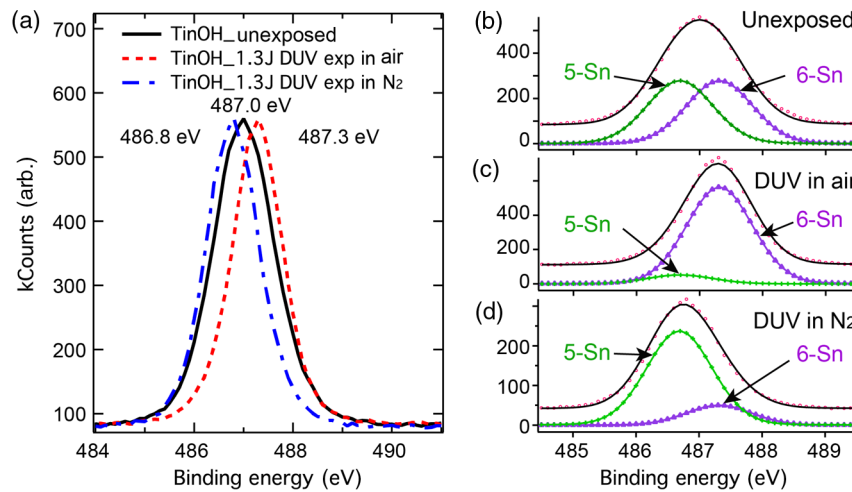 (a)
700
600
500
400
300
200
100
kCounts (arb.)
TinOH_unexposed
TinOH_1.3J DUV exp in air
TinOH_1.3J DUV exp in N2
487.0 eV
486.8 eV
487.3 eV
484
486
488
490
Binding energy (eV)
(b)
Unexposed
400
200
0
5-Sn
6-Sn
(c)
DUV in air
400
200
0
5-Sn
6-Sn
(d)
DUV in N2
200
100
0
5-Sn
6-Sn
485
486
487
488
489
Binding energy (eV)